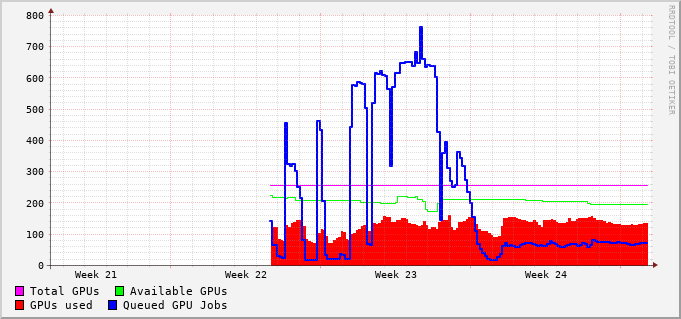 800
700
600
500
400
300
200
100
0
Week 21 Week 22 Week 23 Week 24
Total GPUs Available GPUs
GPUs used Queued GPU Jobs
RRDTOOL / TOBI OETIKER